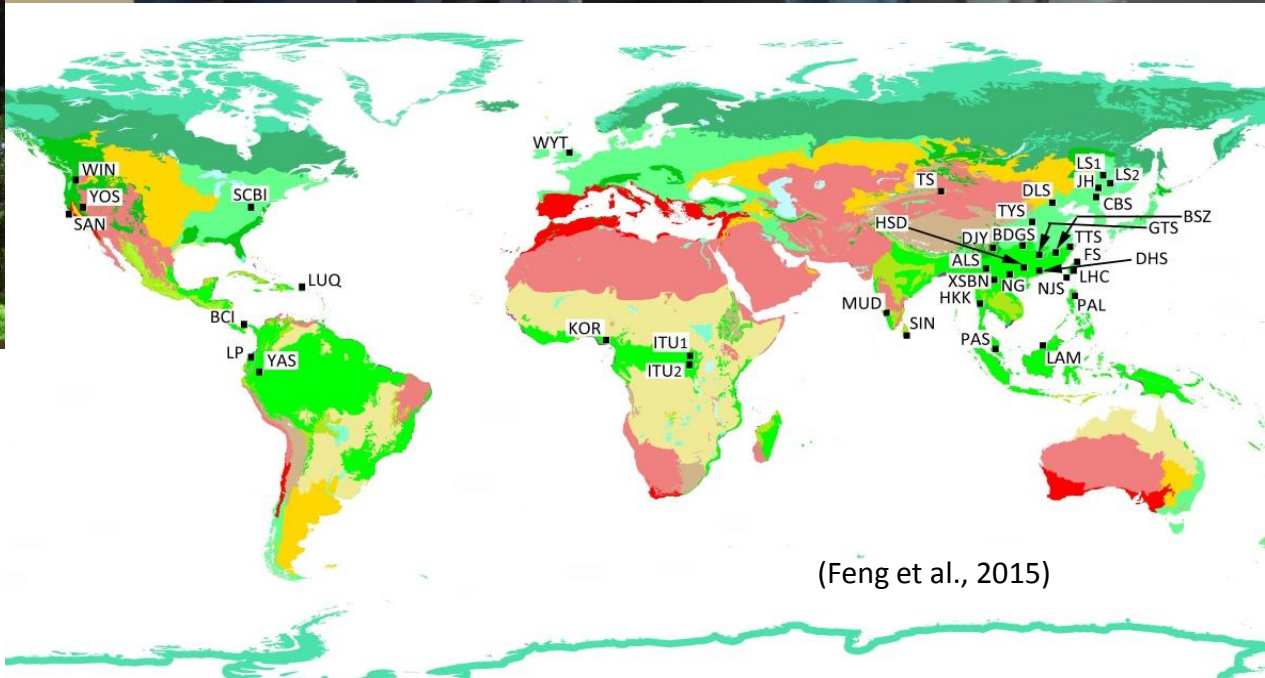 WYT
WIN
YOS
SAN
SCBI
LUQ
BCI
LP
YAS
KOR
ITU1
ITU2
TS
LS1
LS2
JH
CBS
DLS
TYS
HSD
BDGS
BSZ
GTS
DJY
TTS
FS
DHS
ALS
XSBN
NG
NJS
LHC
HKK
PAL
MUD
SIN
PAS
LAM
(Feng et al., 2015)